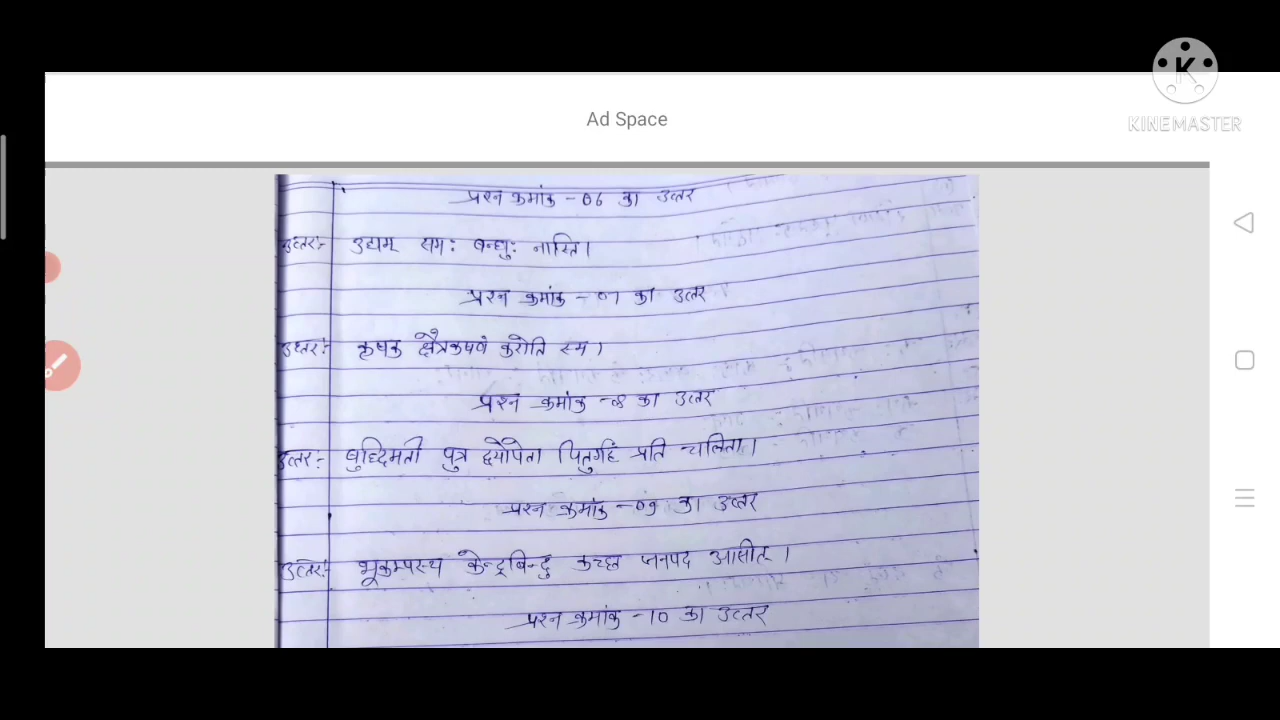 Ad Space
KINEMASTER
प्रश्न क्रमांक - 06 का उत्तर
उत्तर:- उद्यम् समः बन्धुः नास्ति।
प्रश्न क्रमांक - 07 का उत्तर
उत्तर:- कृषक क्षैत्रकषवं करोति स्म।
प्रश्न क्रमांक - 08 का उत्तर
उत्तर:- बुध्दिमती पुत्र द्वयोपेता पितुर्गहं प्रति चलिता।
प्रश्न क्रमांक - 09 का उत्तर
उत्तर:- भूकम्पस्य केन्द्रबिन्दु कच्छ जनपद आसीत्।
प्रश्न क्रमांक - 10 का उत्तर